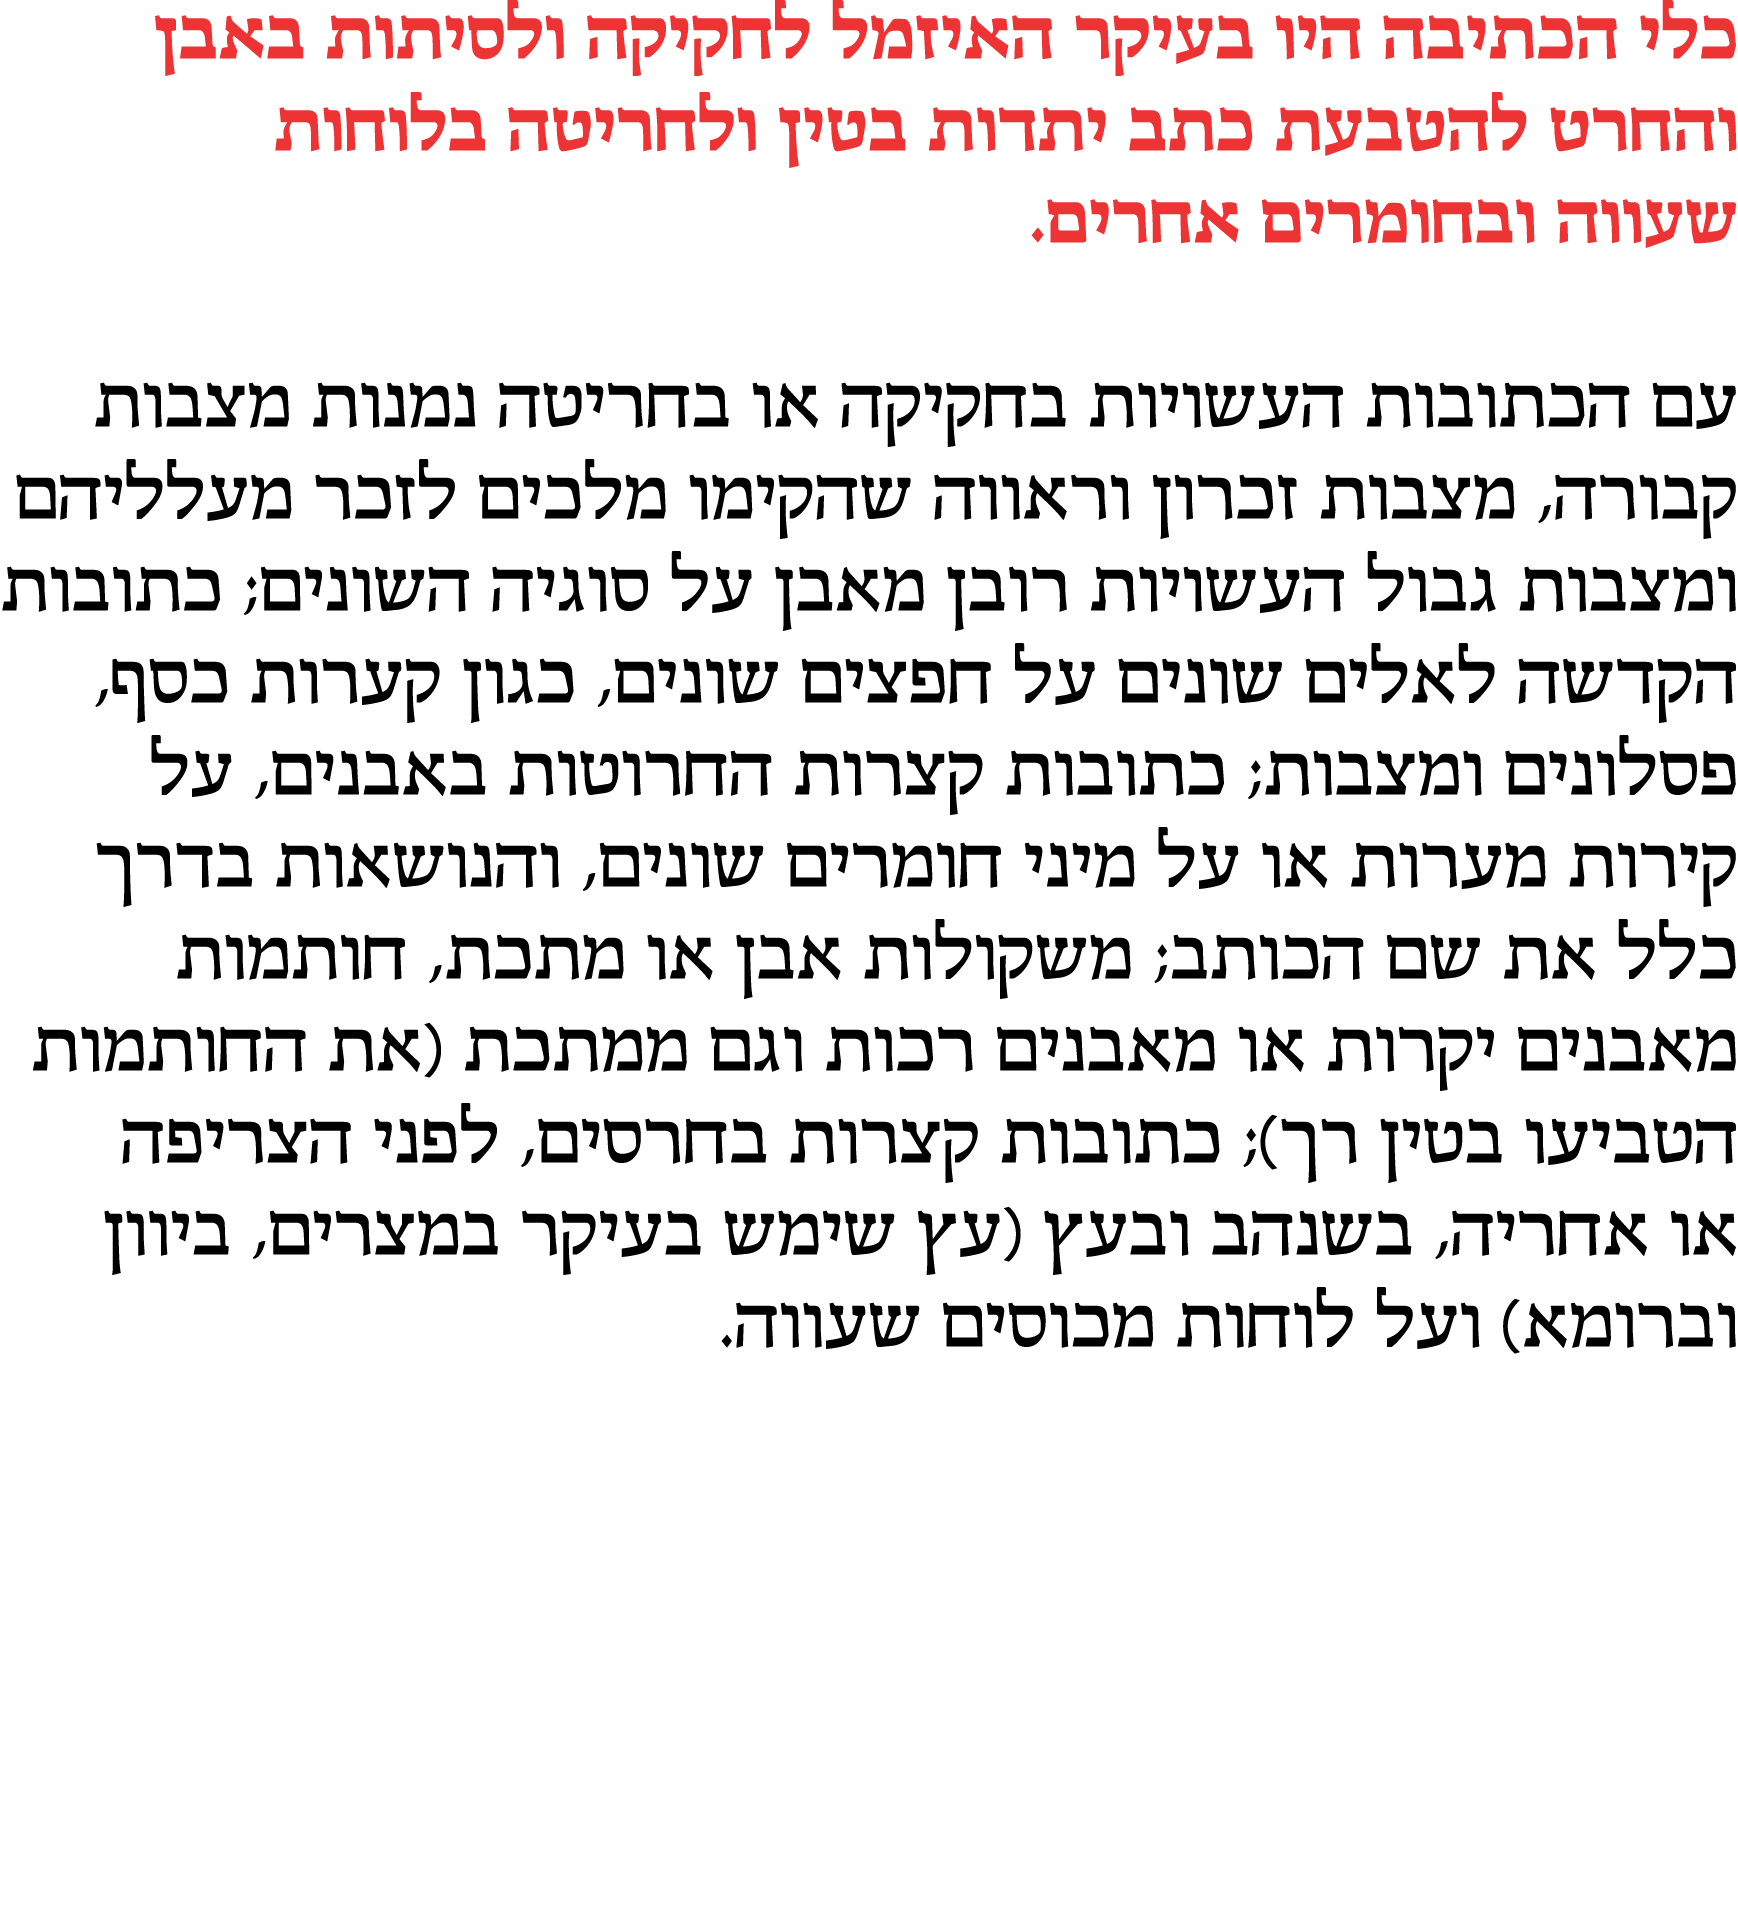 כלי הכתיבה היו בעיקר האיזמל לחקיקה ולסיתות באבן
והחרט להטבעת כתב יתדות בטין ולחריטה בלוחות
שעווה ובחומרים אחרים.
עם הכתובות העשויות בחקיקה או בחריטה נמנות מצבות
קבורה, מצבות זכרון וראווה שהקימו מלכים לזכר מעלליהם
ומצבות גבול העשויות רובן מאבן על סוגיה השונים; כתובות
הקדשה לאלים שונים על חפצים שונים, כגון קערות כסף,
פסלונים ומצבות; כתובות קצרות החרוטות באבנים, על
קירות מערות או על מיני חומרים שונים, והנושאות בדרך
כלל את שם הכותב; משקולות אבן או מתכת, חותמות
מאבנים יקרות או מאבנים רכות וגם ממתכת (את החותמות
הטביעו בטין רך); כתובות קצרות בחרסים, לפני הצריפה
או אחריה, בשנהב ובעץ (עץ שימש בעיקר במצרים, ביוון
וברומא) ועל לוחות מכוסים שעווה.